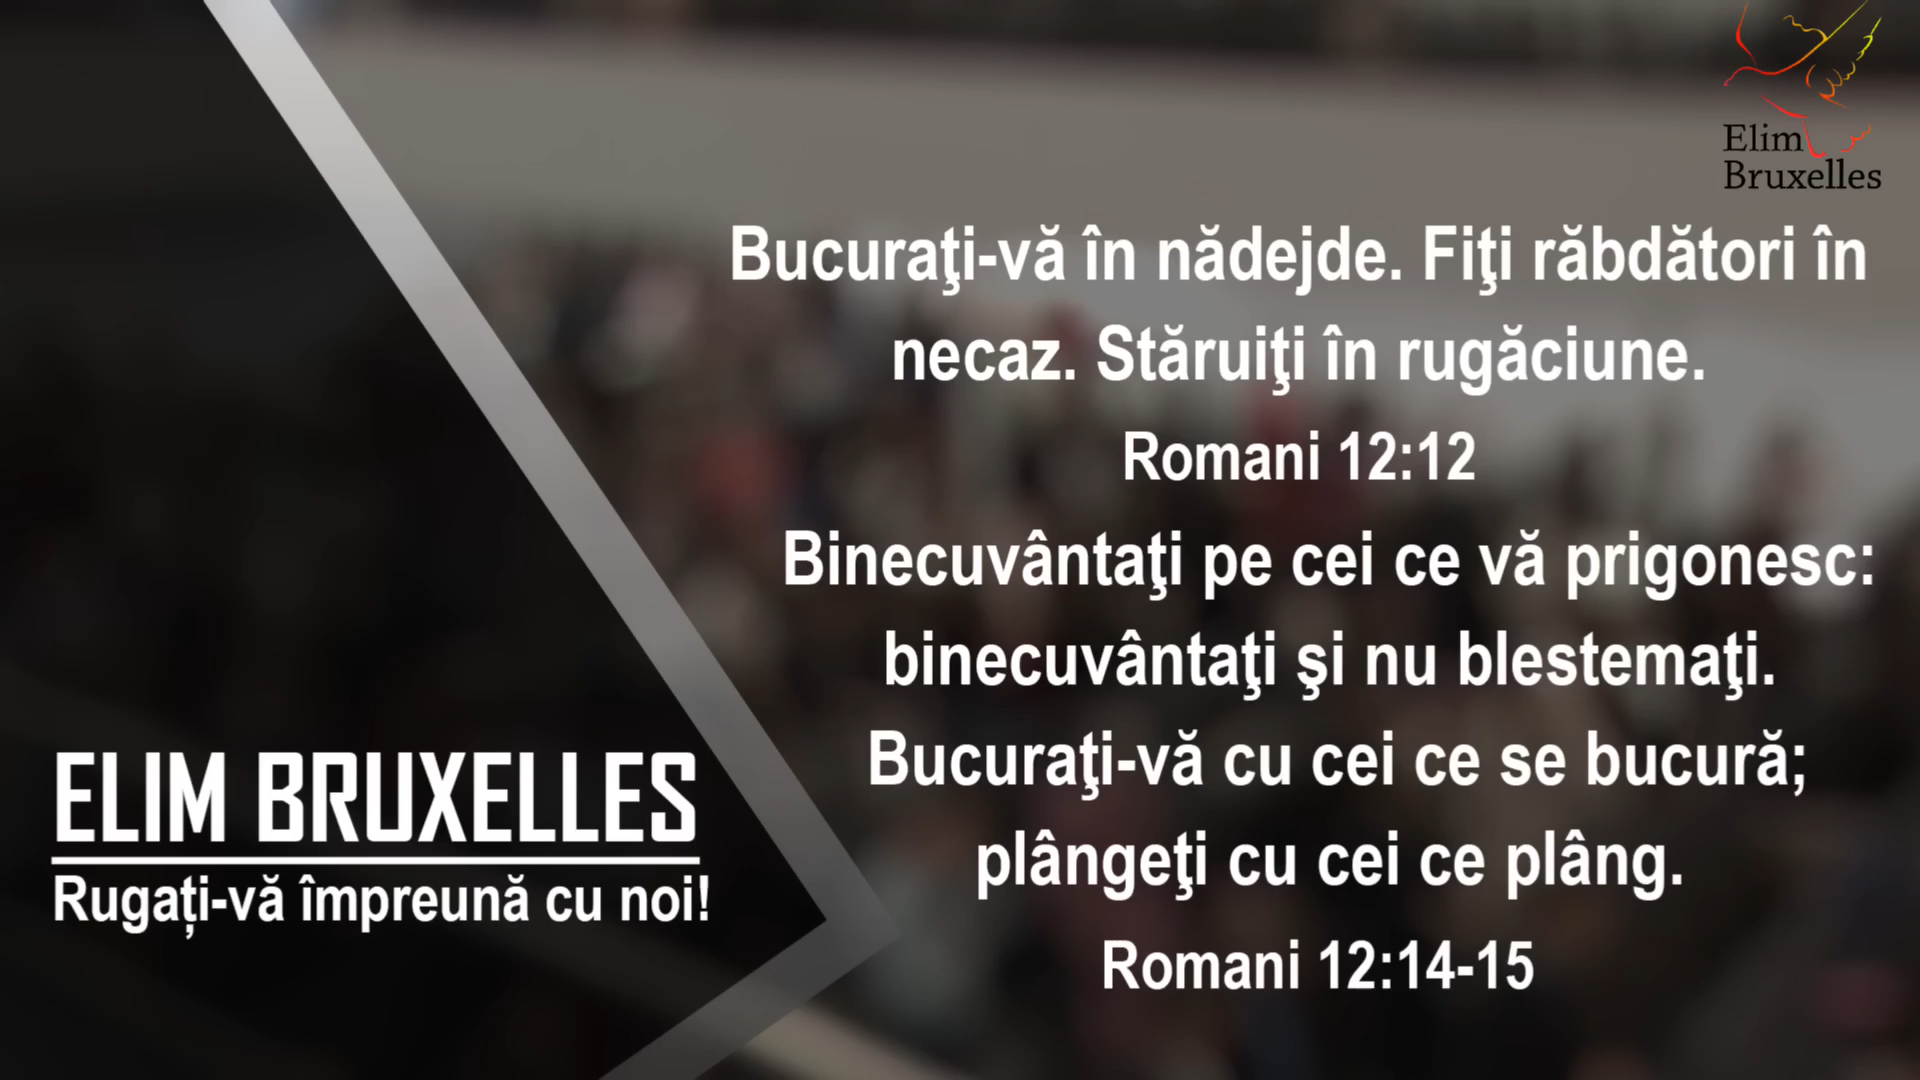 Elim
Bruxelles
Bucuraţi-vă în nădejde. Fiţi răbdători în
necaz. Stăruiţi în rugăciune.
Romani 12:12
Binecuvântaţi pe cei ce vă prigonesc:
binecuvântaţi şi nu blestemaţi.
Bucuraţi-vă cu cei ce se bucură;
plângeţi cu cei ce plâng.
Romani 12:14-15
ELIM BRUXELLES
Rugați-vă împreună cu noi!